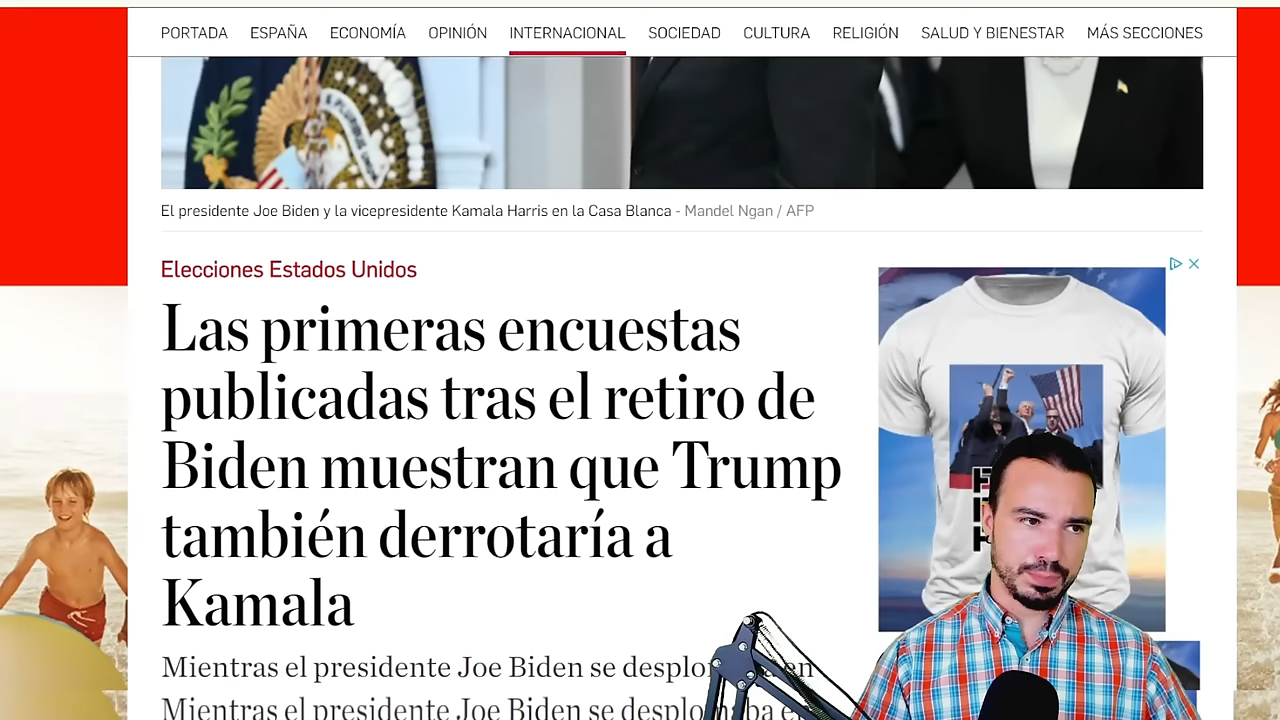 PORTADA ESPAÑA ECONOMÍA OPINIÓN INTERNACIONAL SOCIEDAD CULTURA RELIGIÓN SALUD Y BIENESTAR MÁS SECCIONES
El presidente Joe Biden y la vicepresidente Kamala Harris en la Casa Blanca - Mandel Ngan / AFP
Elecciones Estados Unidos
Las primeras encuestas
publicadas tras el retiro de
Biden muestran que Trump
también derrotaría a
Kamala
Mientras el presidente Joe Biden se
Mientras el presidente Joe Biden se